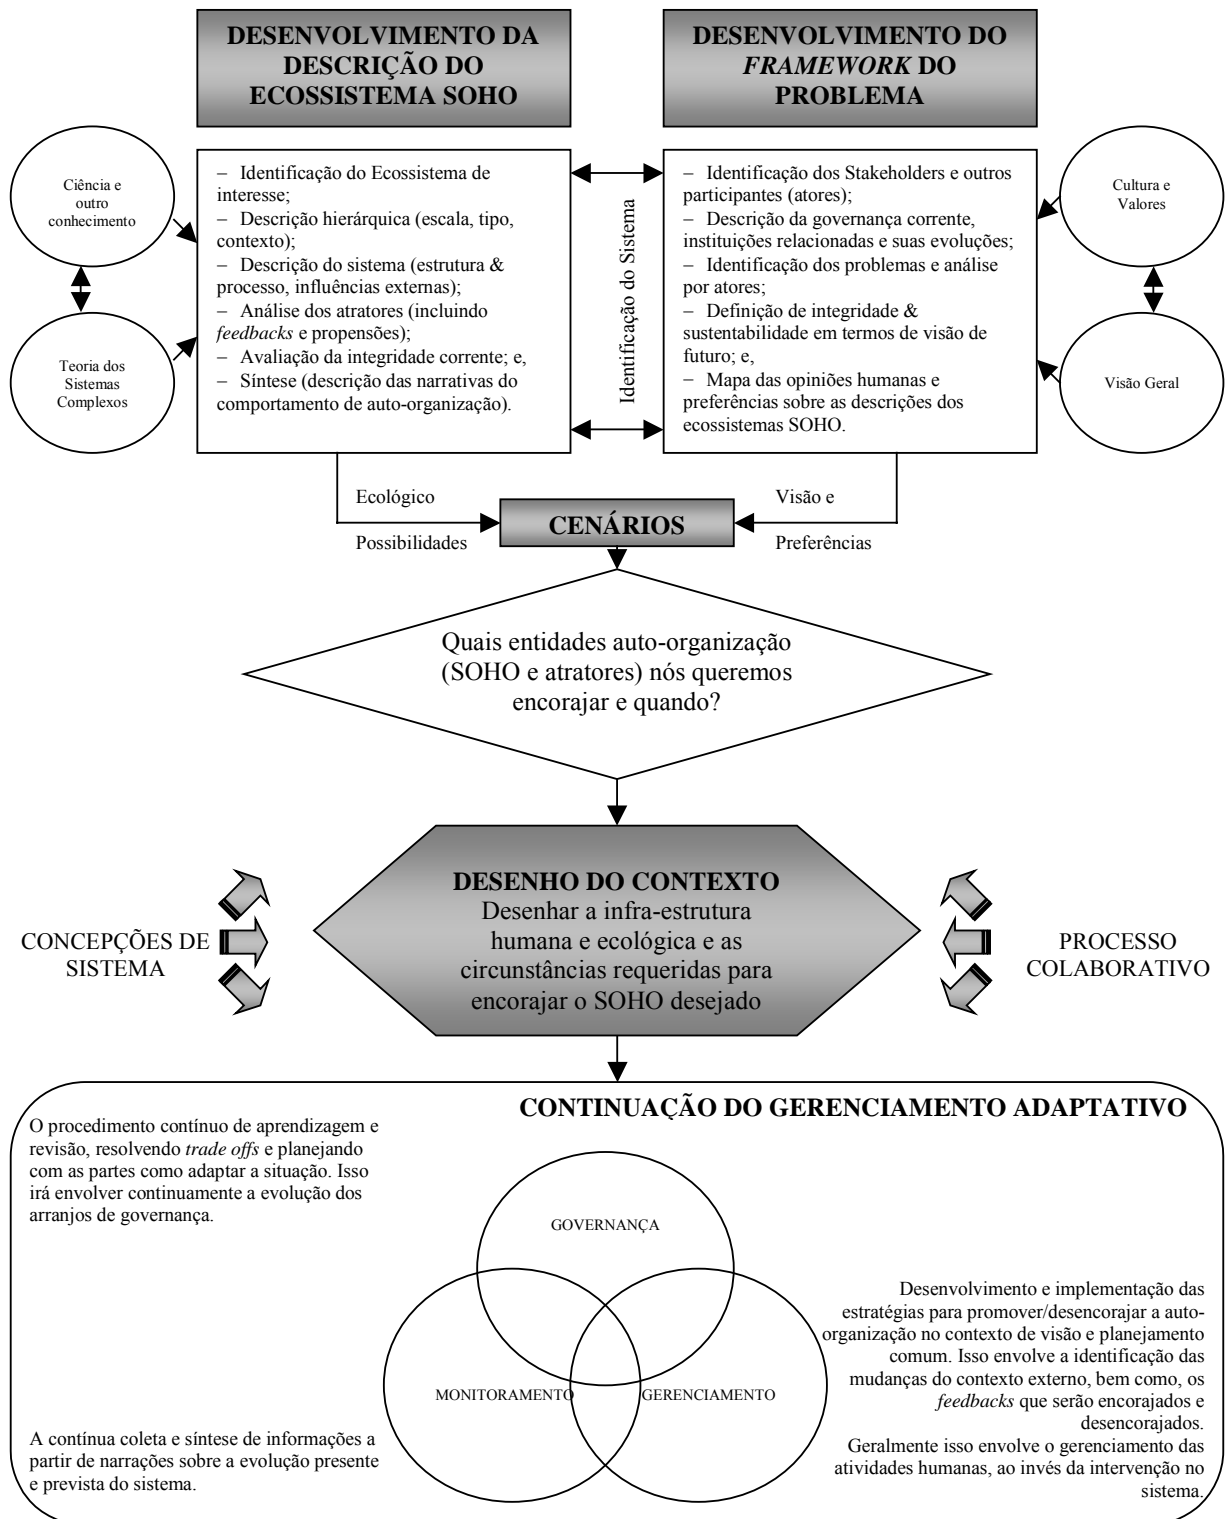 DESENVOLVIMENTO DA
DESCRIÇÃO DO
ECOSSISTEMA SOHO
DESENVOLVIMENTO DO
FRAMEWORK DO
PROBLEMA
Ciência e
outro
conhecimento
Teoria dos
Sistemas
Complexos
– Identificação do Ecossistema de
interesse;
– Descrição hierárquica (escala, tipo,
contexto);
– Descrição do sistema (estrutura &
processo, influências externas);
– Análise dos atratores (incluindo
feedbacks e propensões);
– Avaliação da integridade corrente; e,
– Síntese (descrição das narrativas do
comportamento de auto-organização).
Identificação do Sistema
– Identificação dos Stakeholders e outros
participantes (atores);
– Descrição da governança corrente,
instituições relacionadas e suas evoluções;
– Identificação dos problemas e análise
por atores;
– Definição de integridade &
sustentabilidade em termos de visão de
futuro; e,
– Mapa das opiniões humanas e
preferências sobre as descrições dos
ecossistemas SOHO.
Cultura e
Valores
Visão Geral
Ecológico
Possibilidades
CENÁRIOS
Visão e
Preferências
Quais entidades auto-organização
(SOHO e atratores) nós queremos
encorajar e quando?
CONCEPÇÕES DE
SISTEMA
DESENHO DO CONTEXTO
Desenhar a infra-estrutura
humana e ecológica e as
circunstâncias requeridas para
encorajar o SOHO desejado
PROCESSO
COLABORATIVO
CONTINUAÇÃO DO GERENCIAMENTO ADAPTATIVO
O procedimento contínuo de aprendizagem e
revisão, resolvendo trade offs e planejando
com as partes como adaptar a situação. Isso
irá envolver continuamente a evolução dos
arranjos de governança.
GOVERNANÇA
MONITORAMENTO
GERENCIAMENTO
Desenvolvimento e implementação das
estratégias para promover/desencorajar a auto-
organização no contexto de visão e planejamento
comum. Isso envolve a identificação das
mudanças do contexto externo, bem como, os
feedbacks que serão encorajados e
desencorajados.
Geralmente isso envolve o gerenciamento das
atividades humanas, ao invés da intervenção no
sistema.
A contínua coleta e síntese de informações a
partir de narrações sobre a evolução presente
e prevista do sistema.